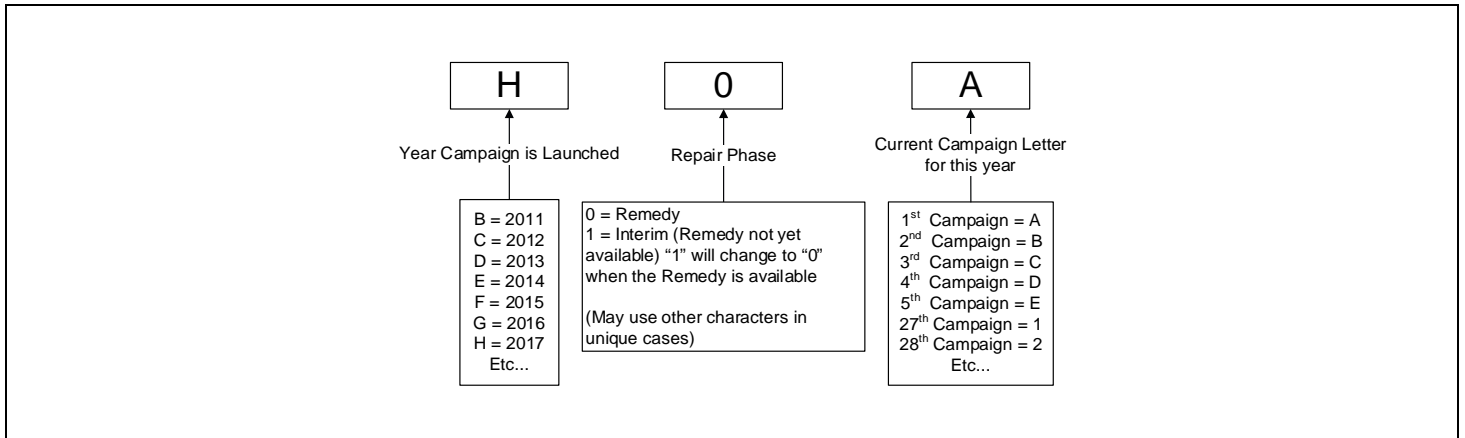 H
0
A
Year Campaign is Launched
Repair Phase
Current Campaign Letter
for this year
B = 2011
C = 2012
D = 2013
E = 2014
F = 2015
G = 2016
H = 2017
Etc...
0 = Remedy
1 = Interim (Remedy not yet
available) “1” will change to “0”
when the Remedy is available
(May use other characters in
unique cases)
1st Campaign = A
2nd Campaign = B
3rd Campaign = C
4th Campaign = D
5th Campaign = E
27th Campaign = 1
28th Campaign = 2
Etc...